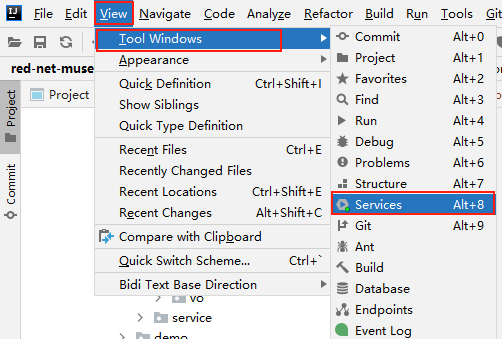 IJ File Edit View Navigate Code Analyze Refactor Build Run Tools Git
red-net-muse
Project
Project
Commit
Tool Windows
Appearance
Quick Definition Ctrl+Shift+I
Show Siblings
Quick Type Definition
Recent Files Ctrl+E
Recently Changed Files
Recent Locations Ctrl+Shift+E
Recent Changes Alt+Shift+C
Compare with Clipboard
Quick Switch Scheme... Ctrl+`
Bidi Text Base Direction
Commit Alt+0
Project Alt+1
Favorites Alt+2
Find Alt+3
Run Alt+4
Debug Alt+5
Problems Alt+6
Structure Alt+7
Services Alt+8
Git Alt+9
Ant
Build
Database
Endpoints
Event Log
vo
service
demo